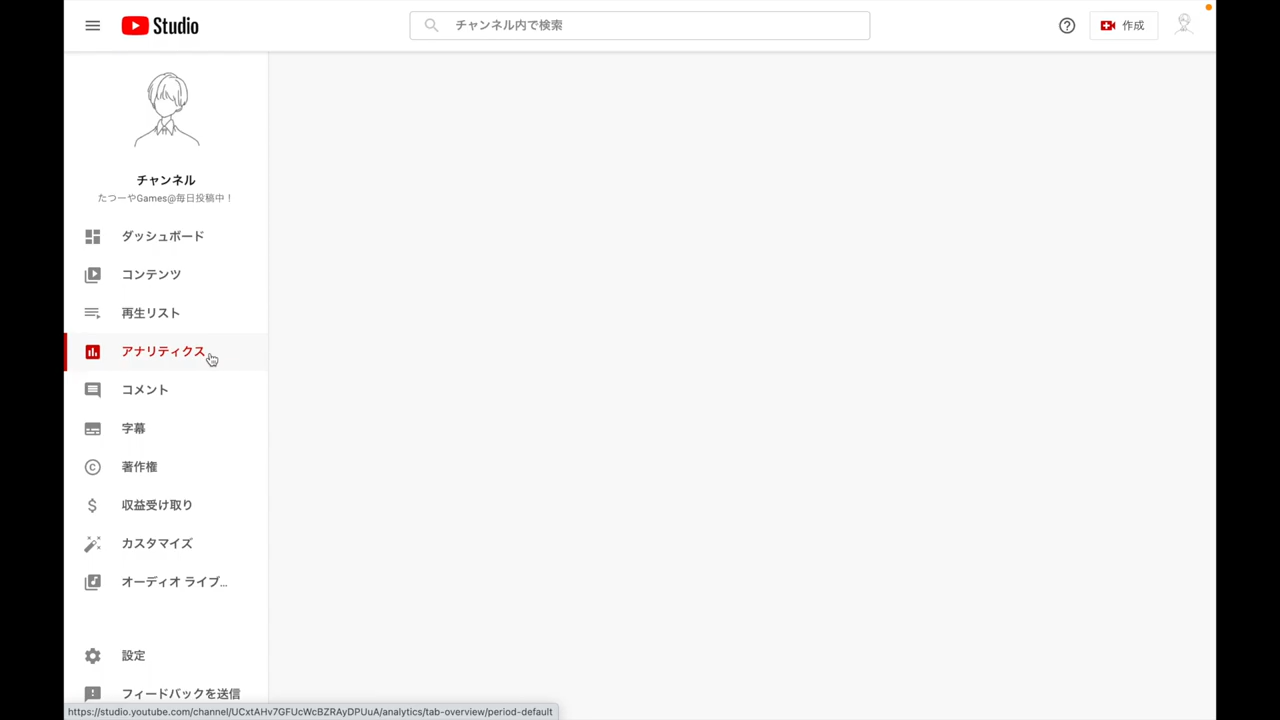 Studio
チャンネル内で検索
作成
チャンネル
たつーやGames@毎日投稿中！
ダッシュボード
コンテンツ
再生リスト
アナリティクス
コメント
字幕
著作権
収益受け取り
カスタマイズ
オーディオ ライブ...
設定
フィードバックを送信
https://studio.youtube.com/channel/UCxtAHv7GFUcWcBZRAyDPUuA/analytics/tab-overview/period-default